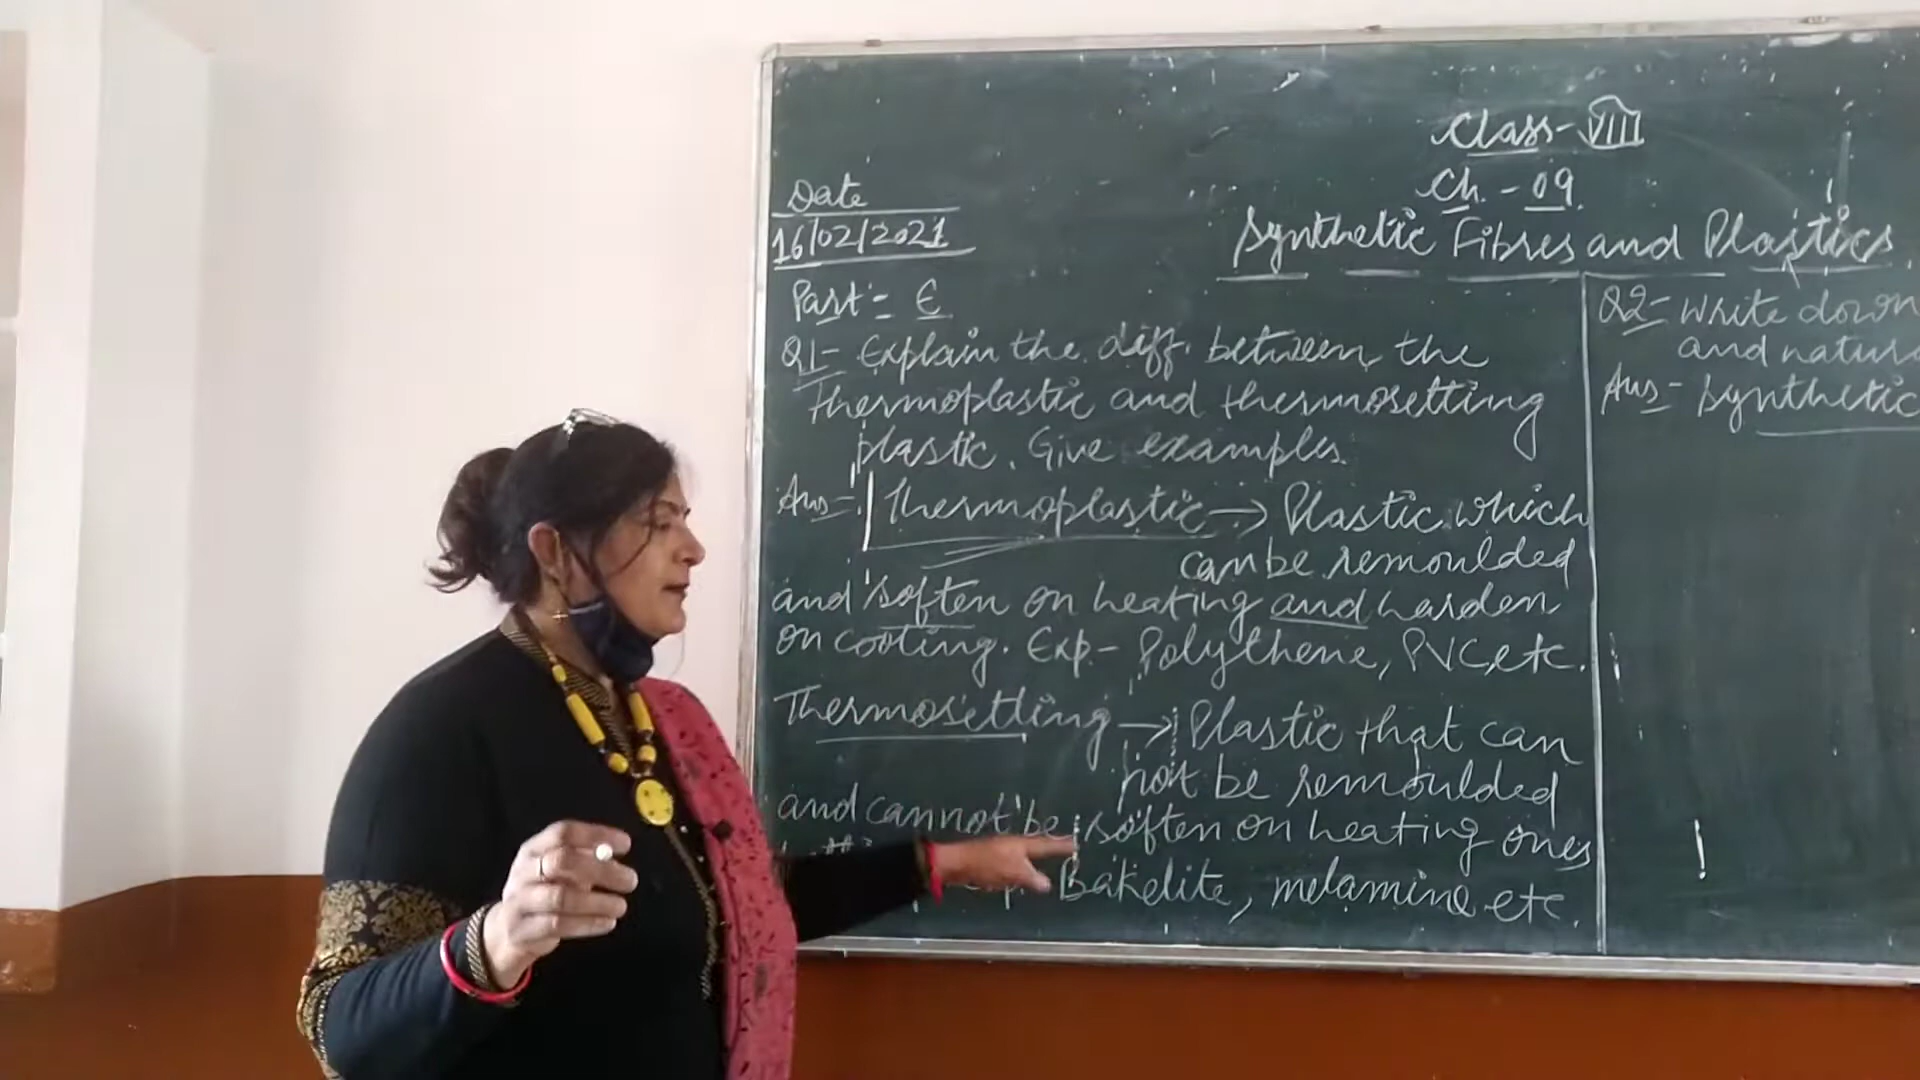 Class-VIII
Ch.-09.
Synthetic Fibres and Plastics.
Date
16/02/2021
Part:- E
Q1- Explain the diff. between the
Thermoplastic and thermosetting
plastic. Give examples.
Ans- Thermoplastic → Plastic which
can be remoulded
and soften on heating and harden
on cooling. Exp- Polythene, PVC, etc.
Thermosetting → Plastic that can
not be remoulded
and cannot be soften on heating ones
Bakelite, melamine etc.
Q2- Write down
and natura
Ans- Synthetic